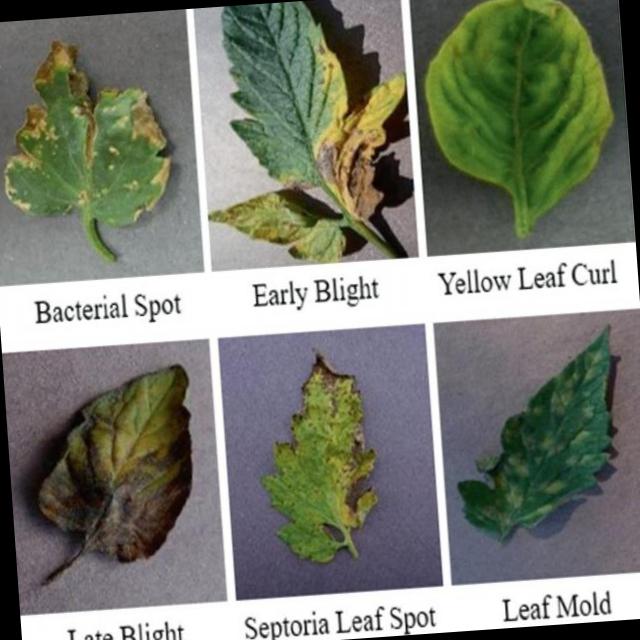 Bacterial Spot
Early Blight
Yellow Leaf Curl
Late Blight
Septoria Leaf Spot
Leaf Mold